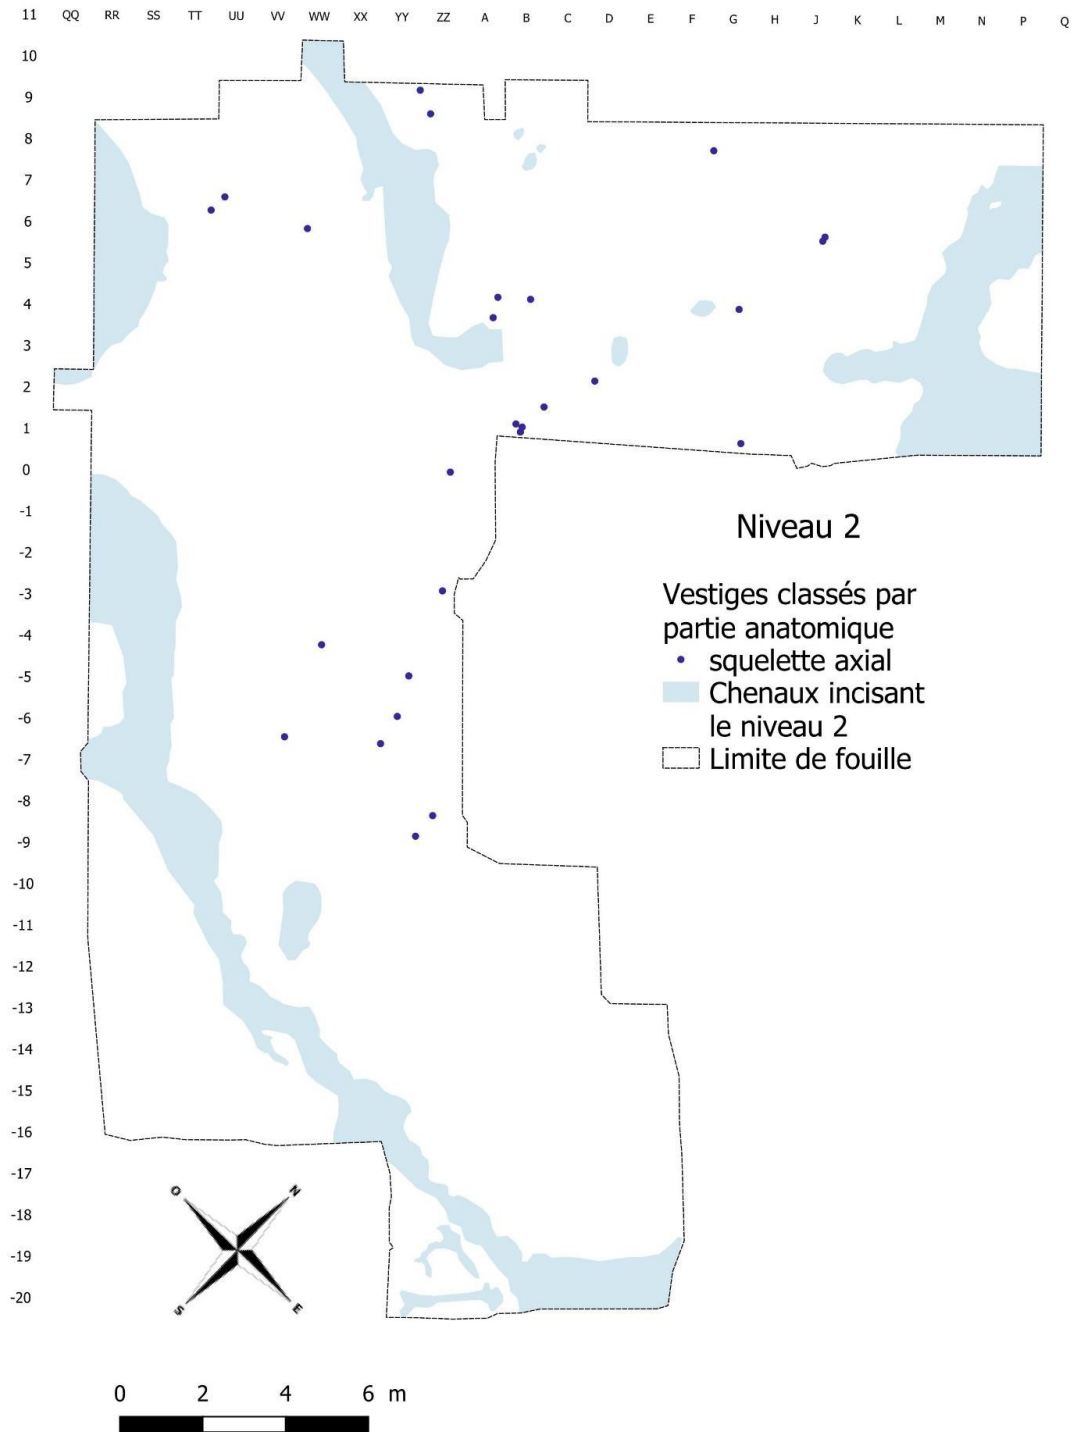 11 QQ RR SS TT UU VV WW XX YY ZZ A B C D E F G H J K L M N P Q
10
9
8
7
6
5
4
3
2
1
0
-1
-2
-3
-4
-5
-6
-7
-8
-9
-10
-11
-12
-13
-14
-15
-16
-17
-18
-19
-20
Niveau 2
Vestiges classés par
partie anatomique
squelette axial
Chenaux incisant
le niveau 2
Limite de fouille
O N
S E
0 2 4 6 m